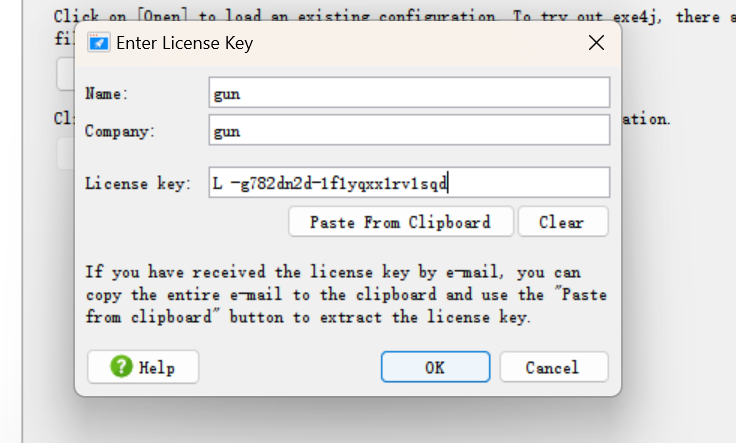 Click on [Open] to load an existing configuration. To try out exe4j, there a
fil
Enter License Key
Name: gun
Cl ation.
Company: gun
License key: L -g782dn2d-1f1yqxx1rv1sqd
Paste From Clipboard Clear
If you have received the license key by e-mail, you can
copy the entire e-mail to the clipboard and use the "Paste
from clipboard" button to extract the license key.
Help OK Cancel